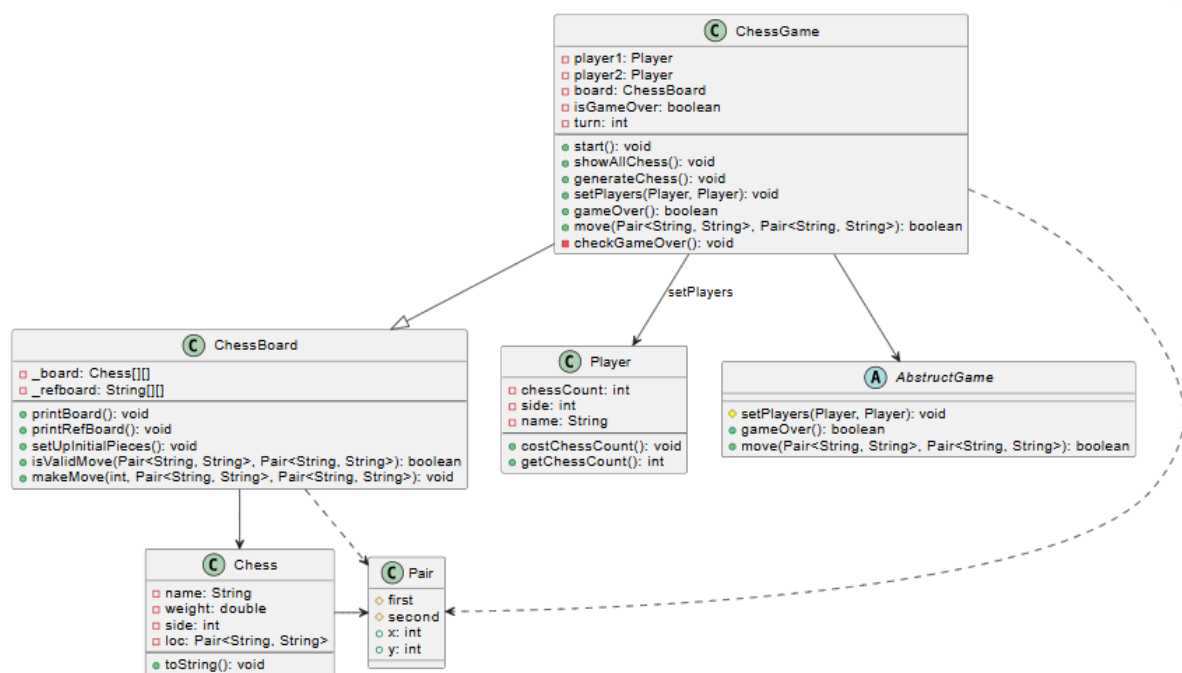 C ChessGame
player1: Player
player2: Player
board: ChessBoard
isGameOver: boolean
turn: int
start(): void
showAllChess(): void
generateChess(): void
setPlayers(Player, Player): void
gameOver(): boolean
move(Pair<String, String>, Pair<String, String>): boolean
checkGameOver(): void
setPlayers
C ChessBoard
_board: Chess[][]
_refboard: String[][]
printBoard(): void
printRefBoard(): void
setUpInitialPieces(): void
isValidMove(Pair<String, String>, Pair<String, String>): boolean
makeMove(int, Pair<String, String>, Pair<String, String>): void
C Player
chessCount: int
side: int
name: String
costChessCount(): void
getChessCount(): int
A AbstructGame
setPlayers(Player, Player): void
gameOver(): boolean
move(Pair<String, String>, Pair<String, String>): boolean
C Chess
name: String
weight: double
side: int
loc: Pair<String, String>
toString(): void
C Pair
first
second
x: int
y: int